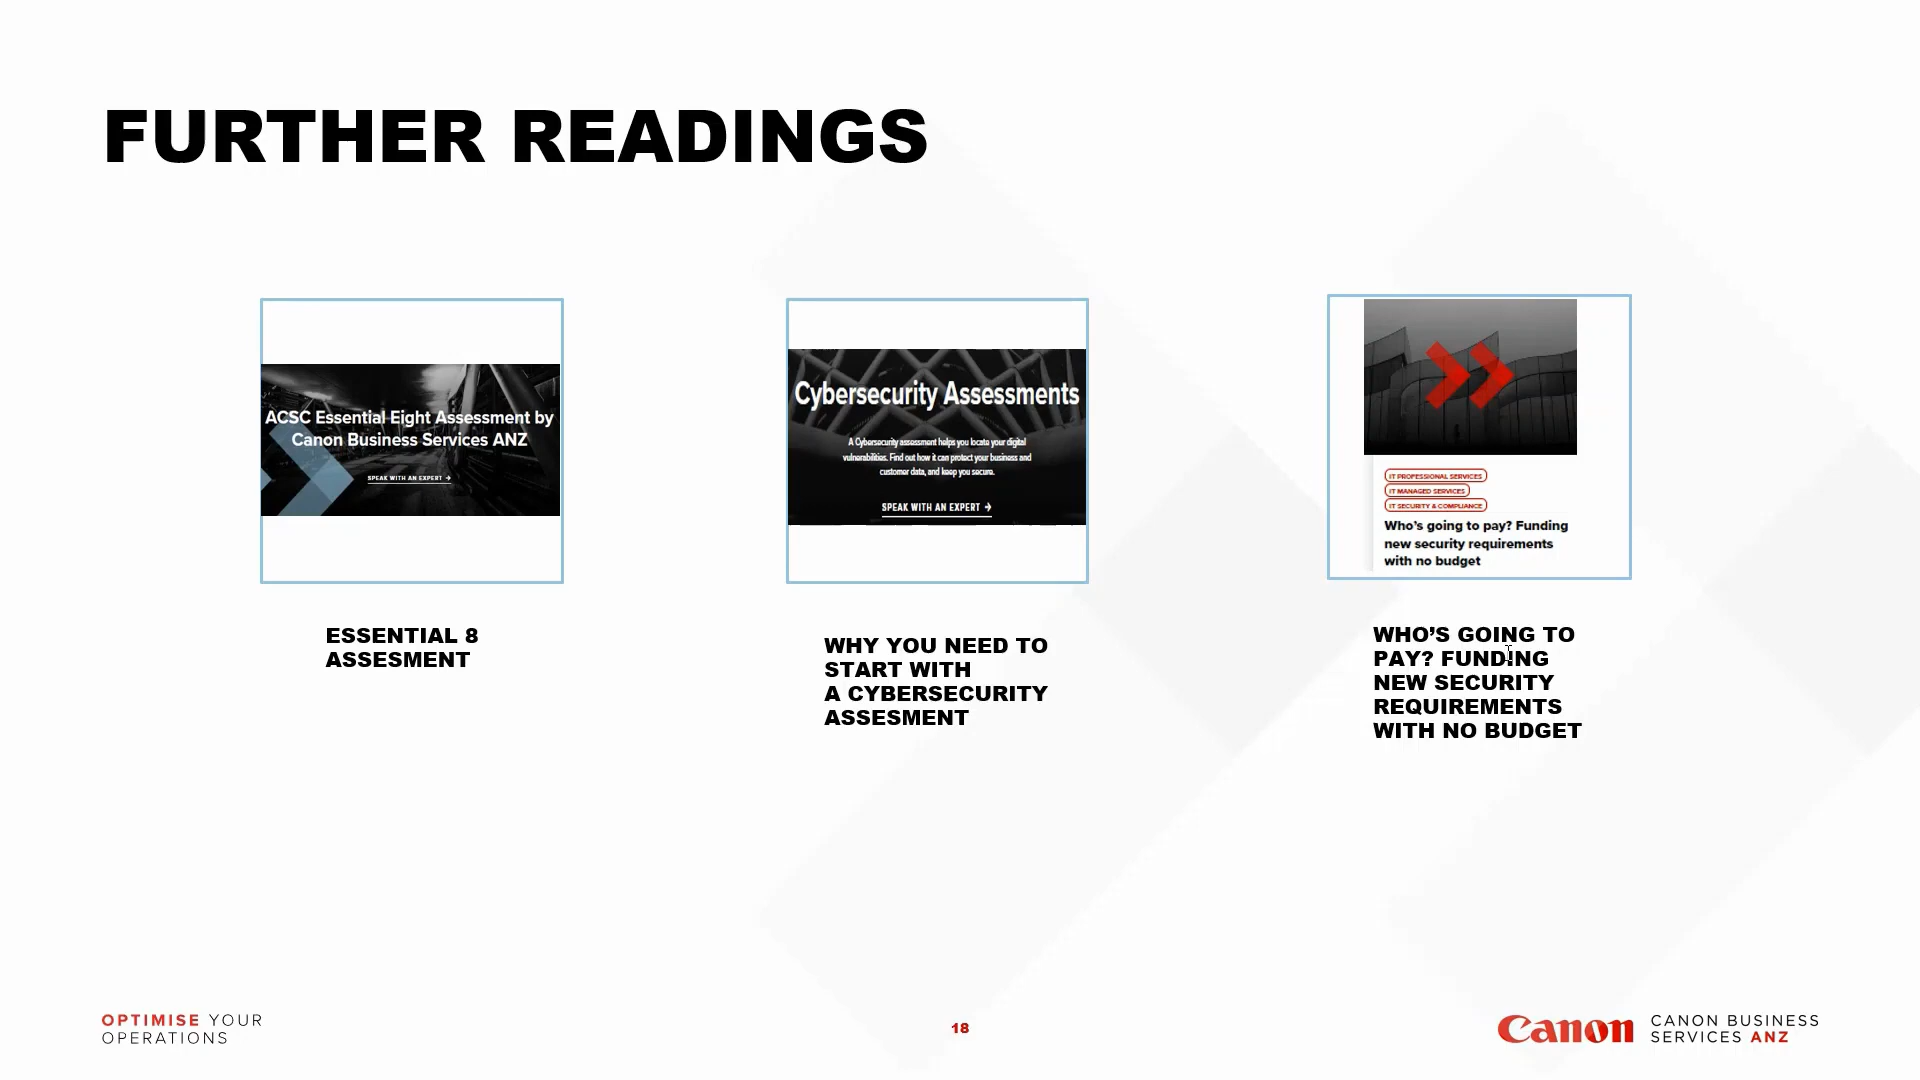 FURTHER READINGS
ACSC Essential Eight Assessment by
Canon Business Services ANZ
SPEAK WITH AN EXPERT →
ESSENTIAL 8
ASSESMENT
Cybersecurity Assessments
A Cybersecurity assessment helps you locate your digital
vulnerabilities. Find out how it can protect your business and
customer data, and keep you secure.
SPEAK WITH AN EXPERT →
WHY YOU NEED TO
START WITH
A CYBERSECURITY
ASSESMENT
IT PROFESSIONAL SERVICES
IT MANAGED SERVICES
IT SECURITY & COMPLIANCE
Who’s going to pay? Funding
new security requirements
with no budget
WHO’S GOING TO
PAY? FUNDING
NEW SECURITY
REQUIREMENTS
WITH NO BUDGET
OPTIMISE YOUR
OPERATIONS
18
Canon
CANON BUSINESS
SERVICES ANZ